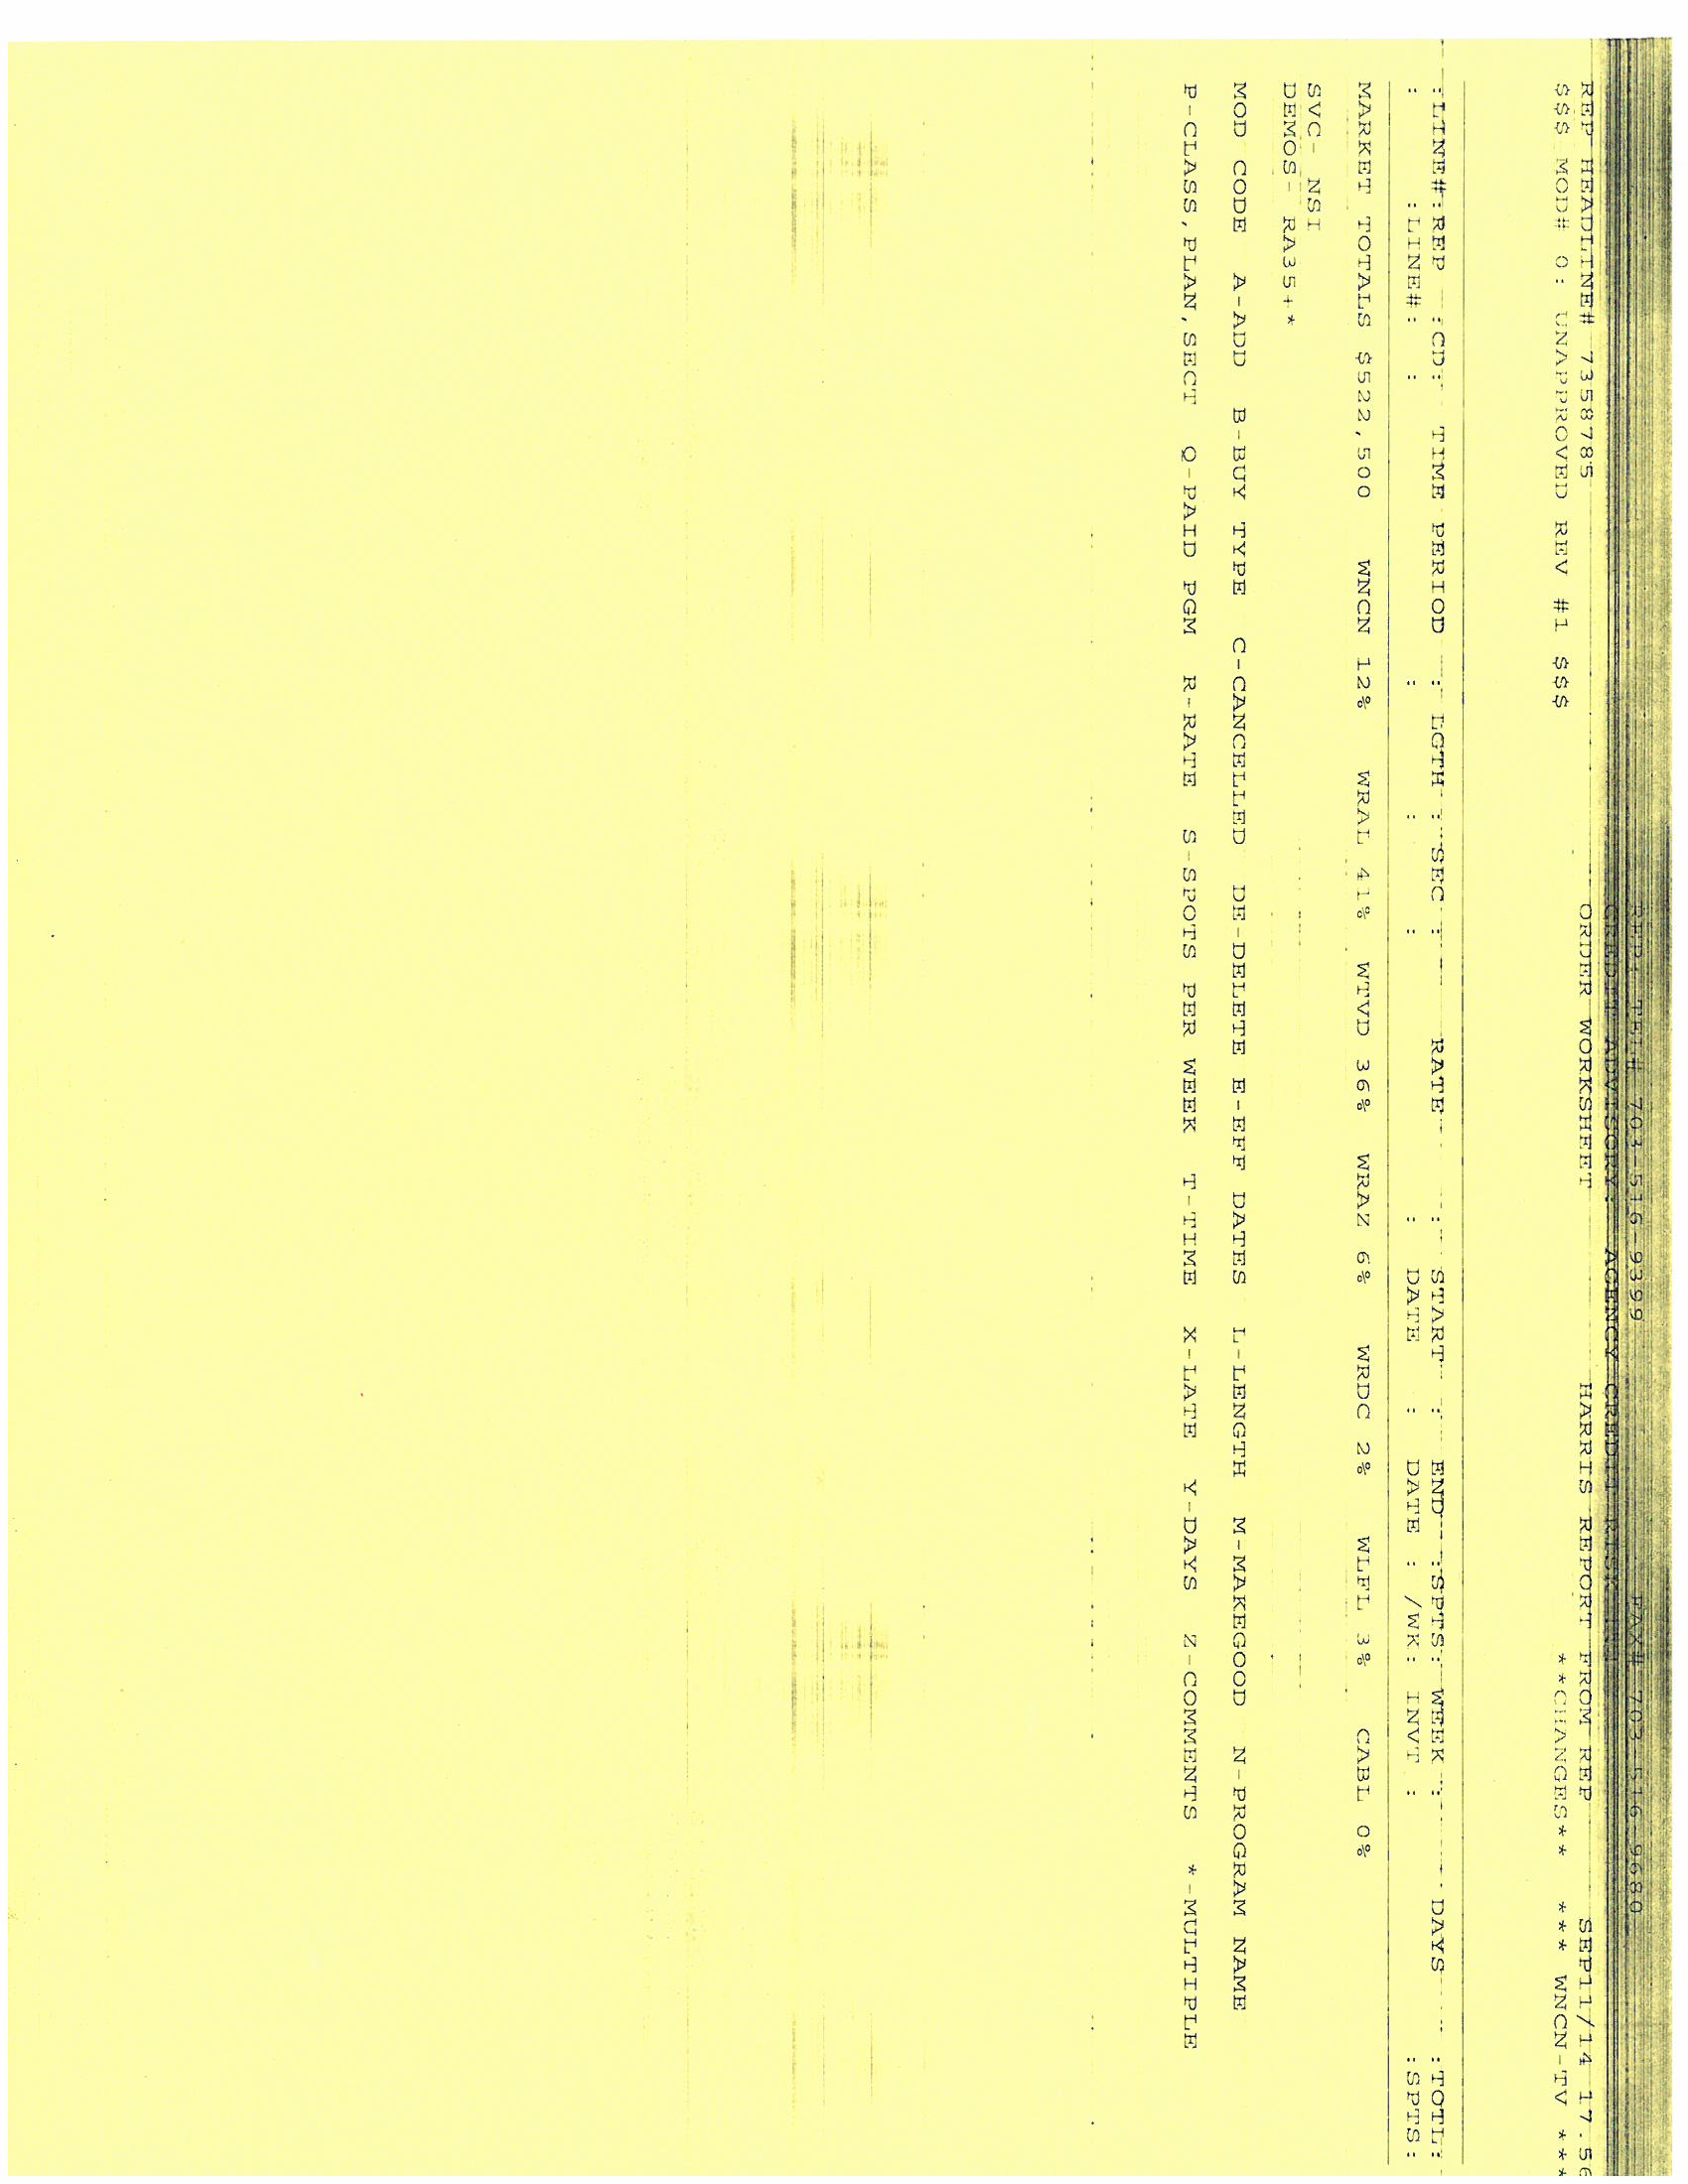 REP TEL# 703-516-9399 FAX# 703-516-9680
CREDIT ADVISORY: AGENCY CREDIT RISK
REP HEADLINE# 7358785 ORDER WORKSHEET HARRIS REPORT FROM REP SEP11/14 17.56
$$$ MOD# 0: UNAPPROVED REV #1 $$$ **CHANGES** *** WNCN-TV ***
:LINE#:REP :CD: TIME PERIOD : LGTH : SEC : RATE : START : END :SPTS: WEEK : DAYS :TOTL:
: :LINE#: : : : : : DATE : DATE : /WK: INVT : :SPTS:
MARKET TOTALS $522,500 WNCN 12% WRAL 41% WTVD 36% WRAZ 6% WRDC 2% WLFL 3% CABL 0%
SVC- NSI
DEMOS- RA35+*
MOD CODE A-ADD B-BUY TYPE C-CANCELLED DE-DELETE E-EFF DATES L-LENGTH M-MAKEGOOD N-PROGRAM NAME
P-CLASS,PLAN,SECT Q-PAID PGM R-RATE S-SPOTS PER WEEK T-TIME X-LATE Y-DAYS Z-COMMENTS *-MULTIPLE